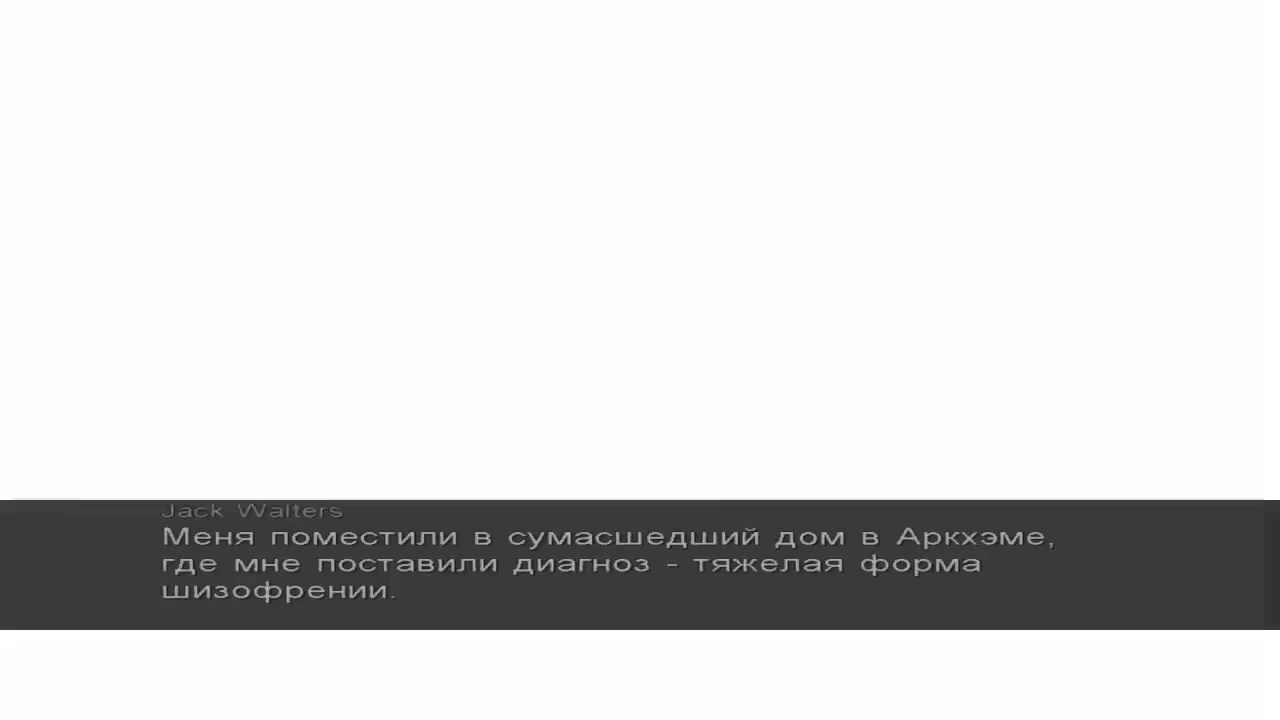 Jack Walters
Меня поместили в сумасшедший дом в Аркхэме,
где мне поставили диагноз - тяжелая форма
шизофрении.